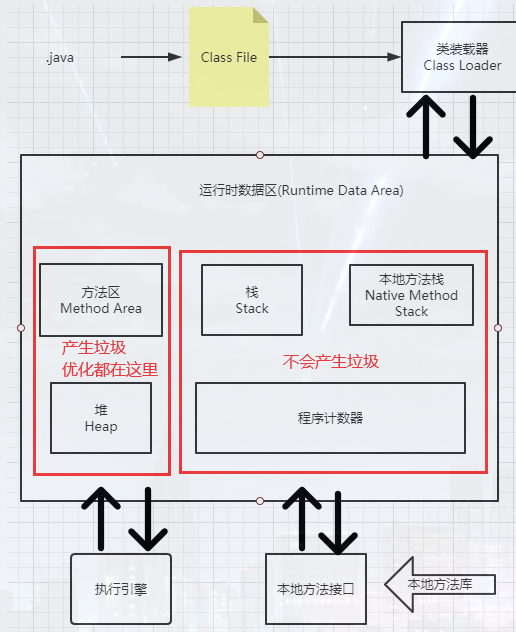 .java
Class File
类装载器
Class Loader
运行时数据区(Runtime Data Area)
方法区
Method Area
产生垃圾
优化都在这里
堆
Heap
栈
Stack
本地方法栈
Native Method
Stack
不会产生垃圾
程序计数器
执行引擎
本地方法接口
本地方法库